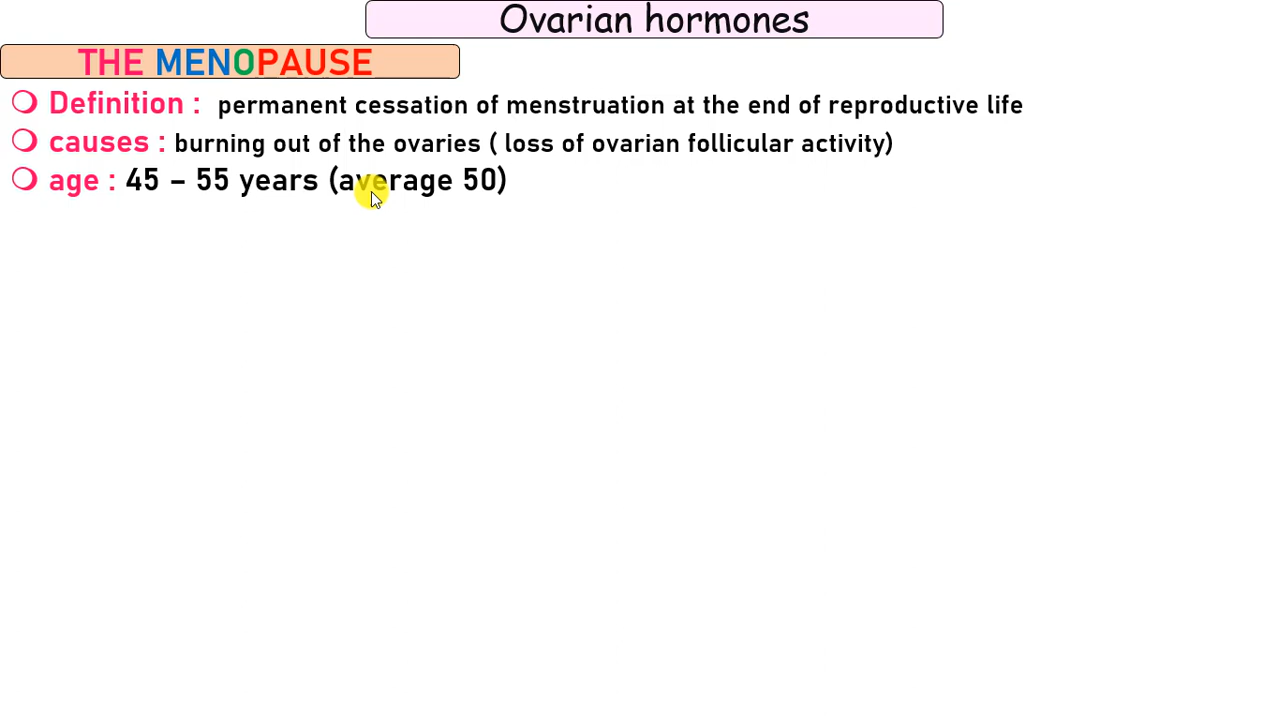 Ovarian hormones
THE MENOPAUSE
❍ Definition : permanent cessation of menstruation at the end of reproductive life
❍ causes : burning out of the ovaries ( loss of ovarian follicular activity)
❍ age : 45 – 55 years (average 50)